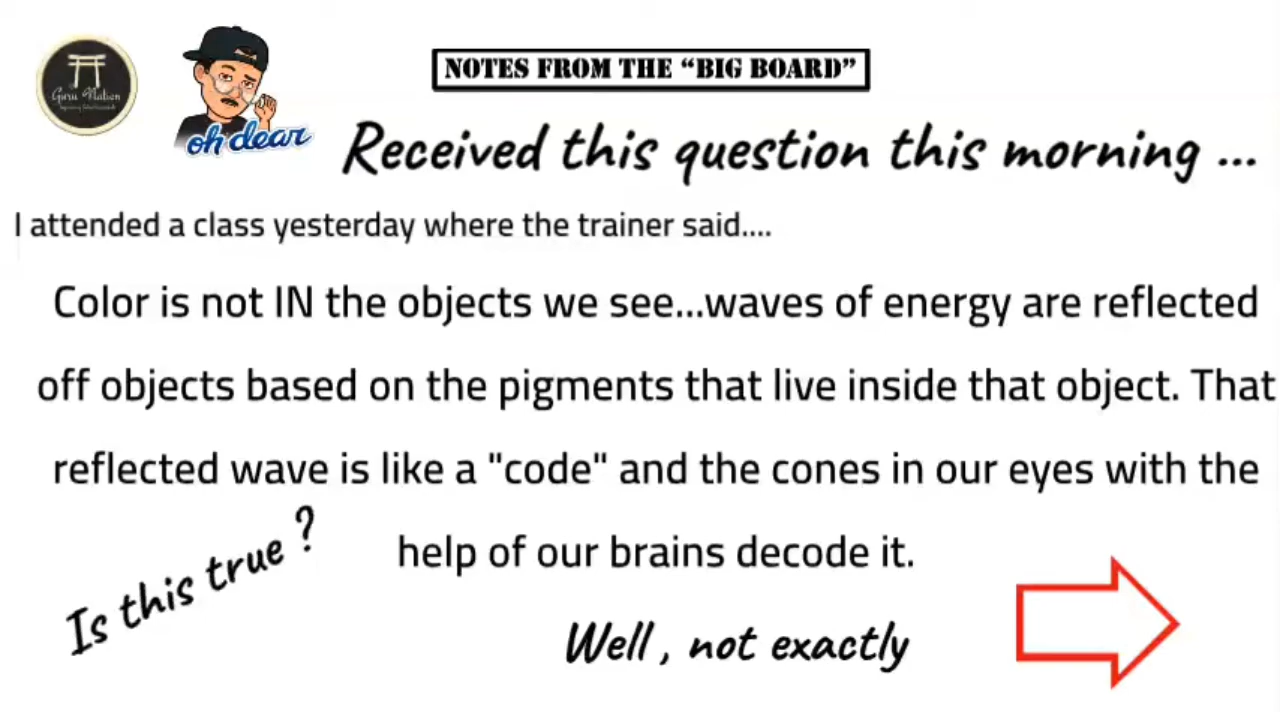 NOTES FROM THE “BIG BOARD”
Guru Nation
oh dear
Received this question this morning ...
I attended a class yesterday where the trainer said....
Color is not IN the objects we see...waves of energy are reflected
off objects based on the pigments that live inside that object. That
reflected wave is like a "code" and the cones in our eyes with the
help of our brains decode it.
Is this true ?
Well , not exactly